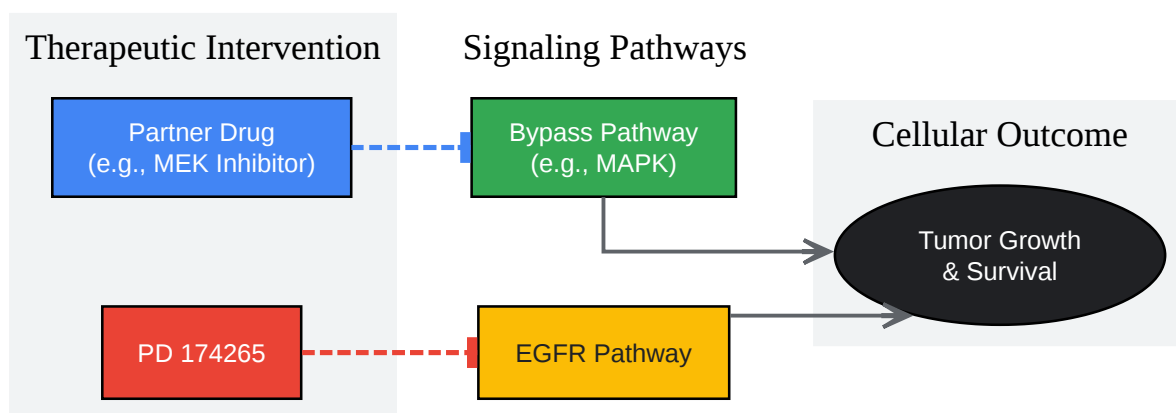 Therapeutic Intervention
Signaling Pathways
Partner Drug
(e.g., MEK Inhibitor)
Bypass Pathway
(e.g., MAPK)
Cellular Outcome
Tumor Growth
& Survival
PD 174265
EGFR Pathway